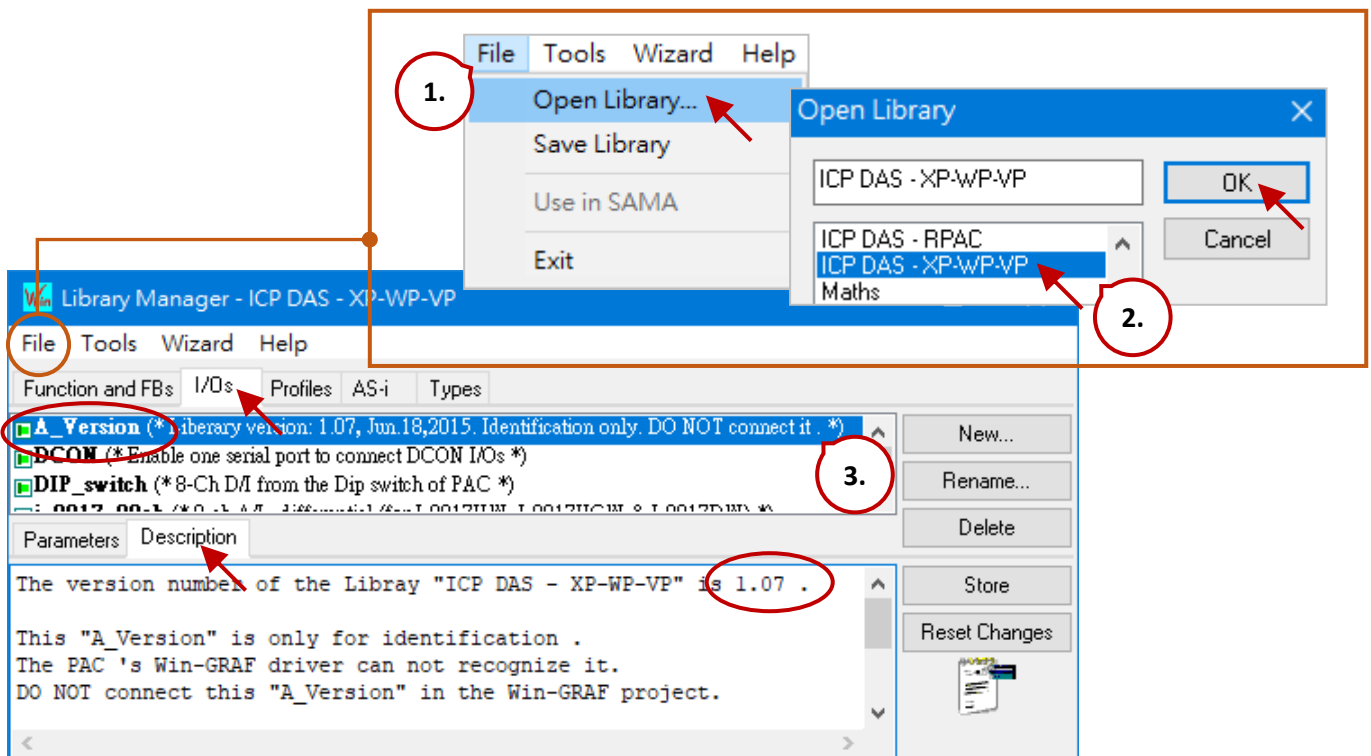 File Tools Wizard Help
1.
Open Library...
Save Library
Use in SAMA
Exit
Open Library
ICP DAS - XP-WP-VP
OK
ICP DAS - RPAC
ICP DAS - XP-WP-VP
Maths
Cancel
2.
Win Library Manager - ICP DAS - XP-WP-VP
File Tools Wizard Help
Function and FBs I/Os Profiles AS-i Types
A_Version (* Liberary version: 1.07, Jun.18,2015. Identification only. DO NOT connect it . *)
DCON (* Enable one serial port to connect DCON I/Os *)
DIP_switch (* 8-Ch D/I from the Dip switch of PAC *)
3.
New...
Rename...
Delete
Parameters Description
The version number of the Libray "ICP DAS - XP-WP-VP" is 1.07 .
This "A_Version" is only for identification .
The PAC 's Win-GRAF driver can not recognize it.
DO NOT connect this "A_Version" in the Win-GRAF project.
Store
Reset Changes